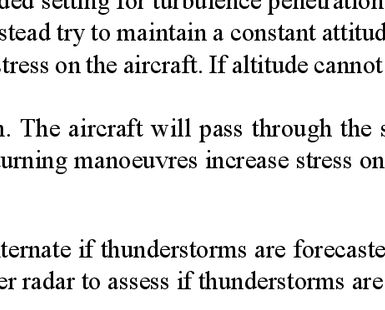 ded setting for turbulence penetration
stead try to maintain a constant attitud
stress on the aircraft. If altitude cannot
n. The aircraft will pass through the s
turning manoeuvres increase stress on
lternate if thunderstorms are forecaste
er radar to assess if thunderstorms are